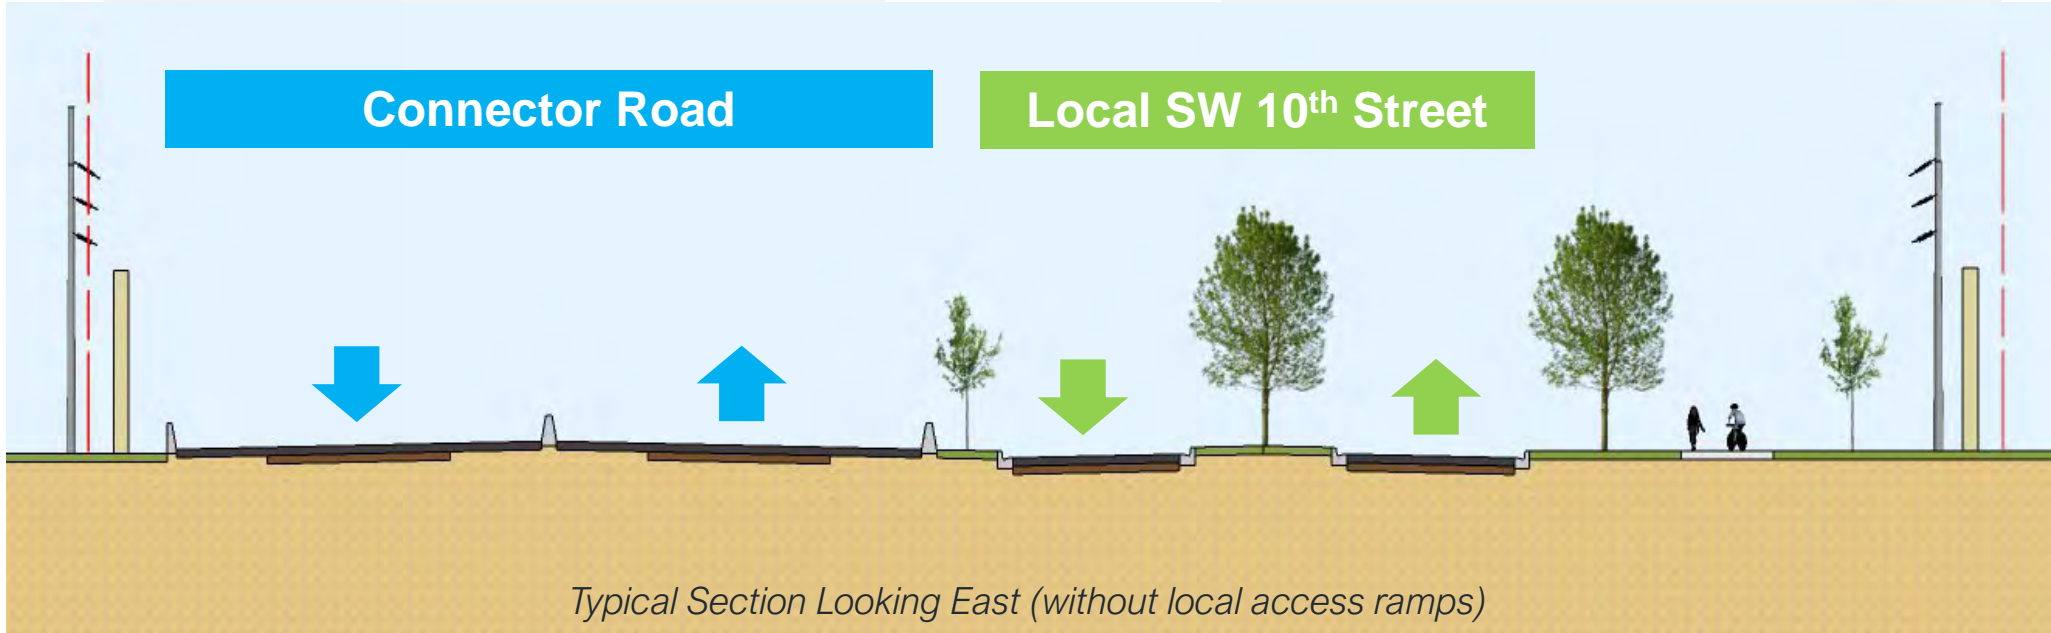 Connector Road
Local SW 10th Street
Typical Section Looking East (without local access ramps)